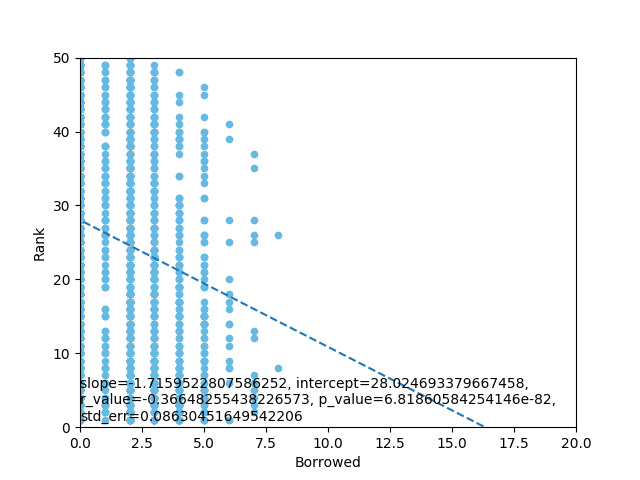 50
40
30
20
10
0
Rank
slope=-1.7159522807586252, intercept=28.024693379667458,
r_value=-0.36648255438226573, p_value=6.81860584254146e-82,
std_err=0.08630451649542206
0.0 2.5 5.0 7.5 10.0 12.5 15.0 17.5 20.0
Borrowed